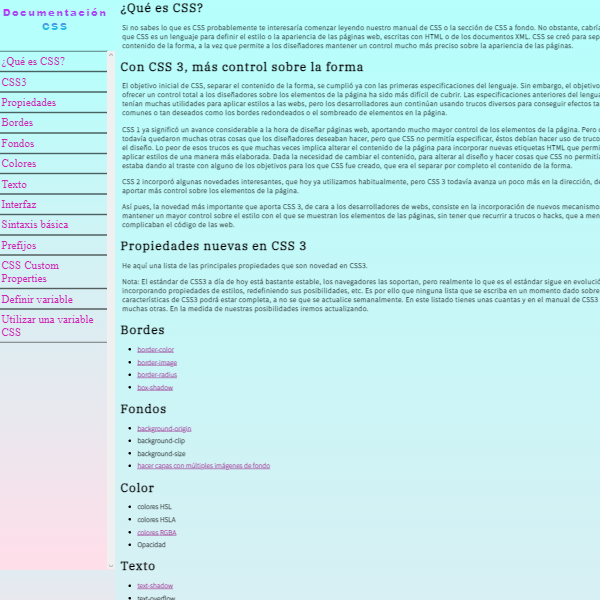 Documentación
CSS
¿Qué es CSS?
CSS3
Propiedades
Bordes
Fondos
Colores
Texto
Interfaz
Sintaxis básica
Prefijos
CSS Custom
Properties
Definir variable
Utilizar una variable
CSS
¿Qué es CSS?
Si no sabes lo que es CSS probablemente te interesaría comenzar leyendo nuestro manual de CSS o la sección de CSS a fondo. No obstante, cabría
que CSS es un lenguaje para definir el estilo o la apariencia de las páginas web, escritas con HTML o de los documentos XML. CSS se creó para
contenido de la forma, a la vez que permite a los diseñadores mantener un control mucho más preciso sobre la apariencia de las páginas.
Con CSS 3, más control sobre la forma
El objetivo inicial de CSS, separar el contenido de la forma, se cumplió ya con las primeras especificaciones del lenguaje. Sin embargo, el objetivo
ofrecer un control total a los diseñadores sobre los elementos de la página ha sido más difícil de cubrir. Las especificaciones anteriores del
tenían muchas utilidades para aplicar estilos a las webs, pero los desarrolladores aun continúan usando trucos diversos para conseguir efectos
comunes o tan deseados como los bordes redondeados o el sombreado de elementos en la página.
CSS 1 ya significó un avance considerable a la hora de diseñar páginas web, aportando mucho mayor control de los elementos de la página. Pero
todavía quedaron muchas otras cosas que los diseñadores deseaban hacer, pero que CSS no permitía especificar, éstos debían hacer uso de
el diseño. Lo peor de esos trucos es que muchas veces implica alterar el contenido de la página para incorporar nuevas etiquetas HTML que
aplicar estilos de una manera más elaborada. Dada la necesidad de cambiar el contenido, para alterar al diseño y hacer cosas que CSS no
estaba dando al traste con alguno de los objetivos para los que CSS fue creado, que era el separar por completo el contenido de la forma.
CSS 2 incorporó algunas novedades interesantes, que hoy ya utilizamos habitualmente, pero CSS 3 todavía avanza un poco más en la dirección,
aportar más control sobre los elementos de la página.
Así pues, la novedad más importante que aporta CSS 3, de cara a los desarrolladores de webs, consiste en la incorporación de nuevos
mantener un mayor control sobre el estilo con el que se muestran los elementos de las páginas, sin tener que recurrir a trucos o hacks, que a
complicaban el código de las web.
Propiedades nuevas en CSS 3
He aquí una lista de las principales propiedades que son novedad en CSS3.
Nota: El estándar de CSS3 a día de hoy está bastante estable, los navegadores las soportan, pero realmente lo que es el estándar sigue en
incorporando propiedades de estilos, redefiniendo sus posibilidades, etc. Es por ello que ninguna lista que se escriba en un momento dado
características de CSS3 podrá estar completa, a no se que se actualice semanalmente. En este listado tienes unas cuantas y en el manual de CSS3
muchas otras. En la medida de nuestras posibilidades iremos actualizando.
Bordes
border-color
border-image
border-radius
box-shadow
Fondos
background-origin
background-clip
background-size
hacer capas con múltiples imágenes de fondo
Color
colores HSL
colores HSLA
colores RGBA
Opacidad
Texto
text-shadow
text-overflow